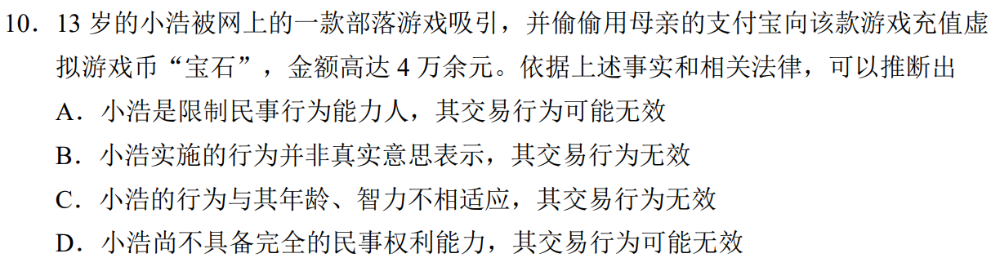 10．13 岁的小浩被网上的一款部落游戏吸引，并偷偷用母亲的支付宝向该款游戏充值虚
拟游戏币“宝石”，金额高达 4 万余元。依据上述事实和相关法律，可以推断出
A．小浩是限制民事行为能力人，其交易行为可能无效
B．小浩实施的行为并非真实意思表示，其交易行为无效
C．小浩的行为与其年龄、智力不相适应，其交易行为无效
D．小浩尚不具备完全的民事权利能力，其交易行为可能无效